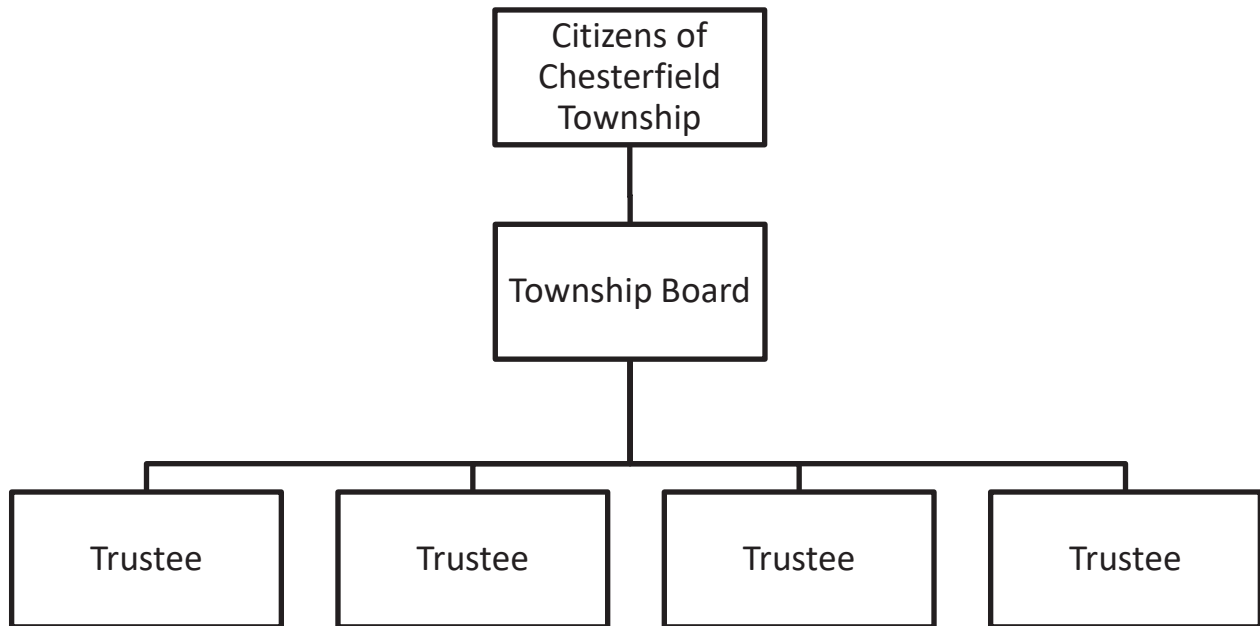 Citizens of
Chesterfield
Township
Township Board
Trustee
Trustee
Trustee
Trustee